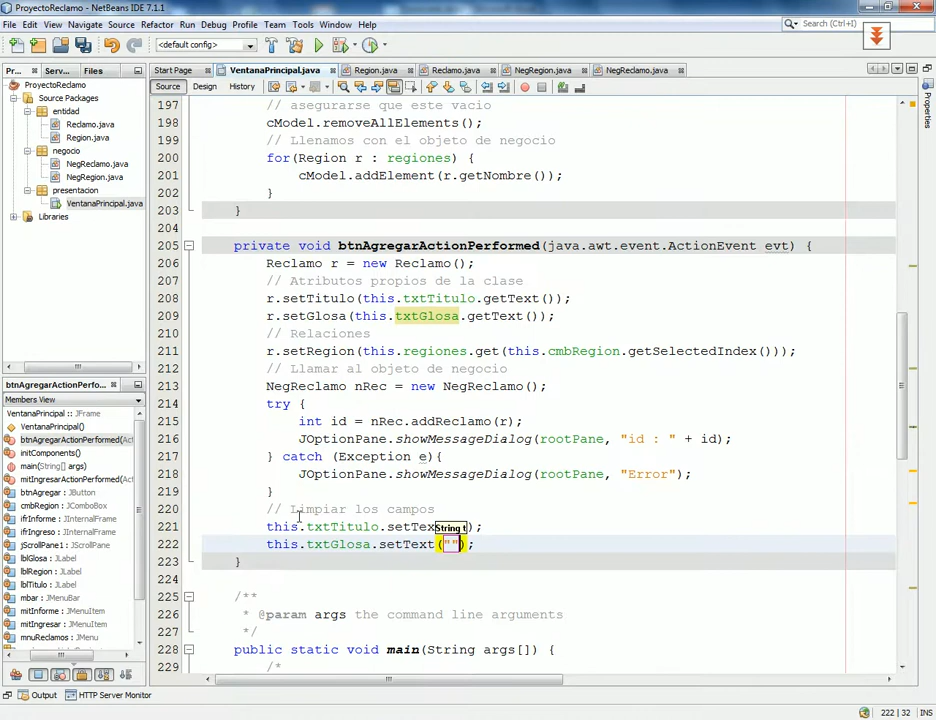 ProyectoReclamo - NetBeans IDE 7.1.1
File Edit View Navigate Source Refactor Run Debug Profile Team Tools Window Help
Search (Ctrl+I)
<default config>
Pr... Serv... Files
Start Page VentanaPrincipal.java Region.java Reclamo.java NegRegion.java NegReclamo.java
Source Design History
ProyectoReclamo
Source Packages
entidad
Reclamo.java
Region.java
negocio
NegReclamo.java
NegRegion.java
presentacion
VentanaPrincipal.java
Libraries
Properties
197 // asegurarse que este vacio
198 cModel.removeAllElements();
199 // Llenamos con el objeto de negocio
200 for(Region r : regiones) {
201 cModel.addElement(r.getNombre());
202 }
203 }
204
205 private void btnAgregarActionPerformed(java.awt.event.ActionEvent evt) {
206 Reclamo r = new Reclamo();
207 // Atributos propios de la clase
208 r.setTitulo(this.txtTitulo.getText());
209 r.setGlosa(this.txtGlosa.getText());
210 // Relaciones
211 r.setRegion(this.regiones.get(this.cmbRegion.getSelectedIndex()));
212 // Llamar al objeto de negocio
213 NegReclamo nRec = new NegReclamo();
214 try {
215 int id = nRec.addReclamo(r);
216 JOptionPane.showMessageDialog(rootPane, "id : " + id);
217 } catch (Exception e){
218 JOptionPane.showMessageDialog(rootPane, "Error");
219 }
220 // Limpiar los campos
221 this.txtTitulo.setTex String t );
222 this.txtGlosa.setText("");
223 }
224
225 /**
226 * @param args the command line arguments
227 */
228 public static void main(String args[]) {
229 /*
btnAgregarActionPerfo...
Members View
VentanaPrincipal :: JFrame
VentanaPrincipal()
btnAgregarActionPerformed(Act
initComponents()
main(String[] args)
mitIngresarActionPerformed(Ac
btnAgregar : JButton
cmbRegion : JComboBox
ifrInforme : JInternalFrame
ifrIngreso : JInternalFrame
jScrollPane1 : JScrollPane
lblGlosa : JLabel
lblRegion : JLabel
lblTitulo : JLabel
mbar : JMenuBar
mitInforme : JMenuItem
mitIngresar : JMenuItem
mnuReclamos : JMenu
Output HTTP Server Monitor
222 | 32 INS